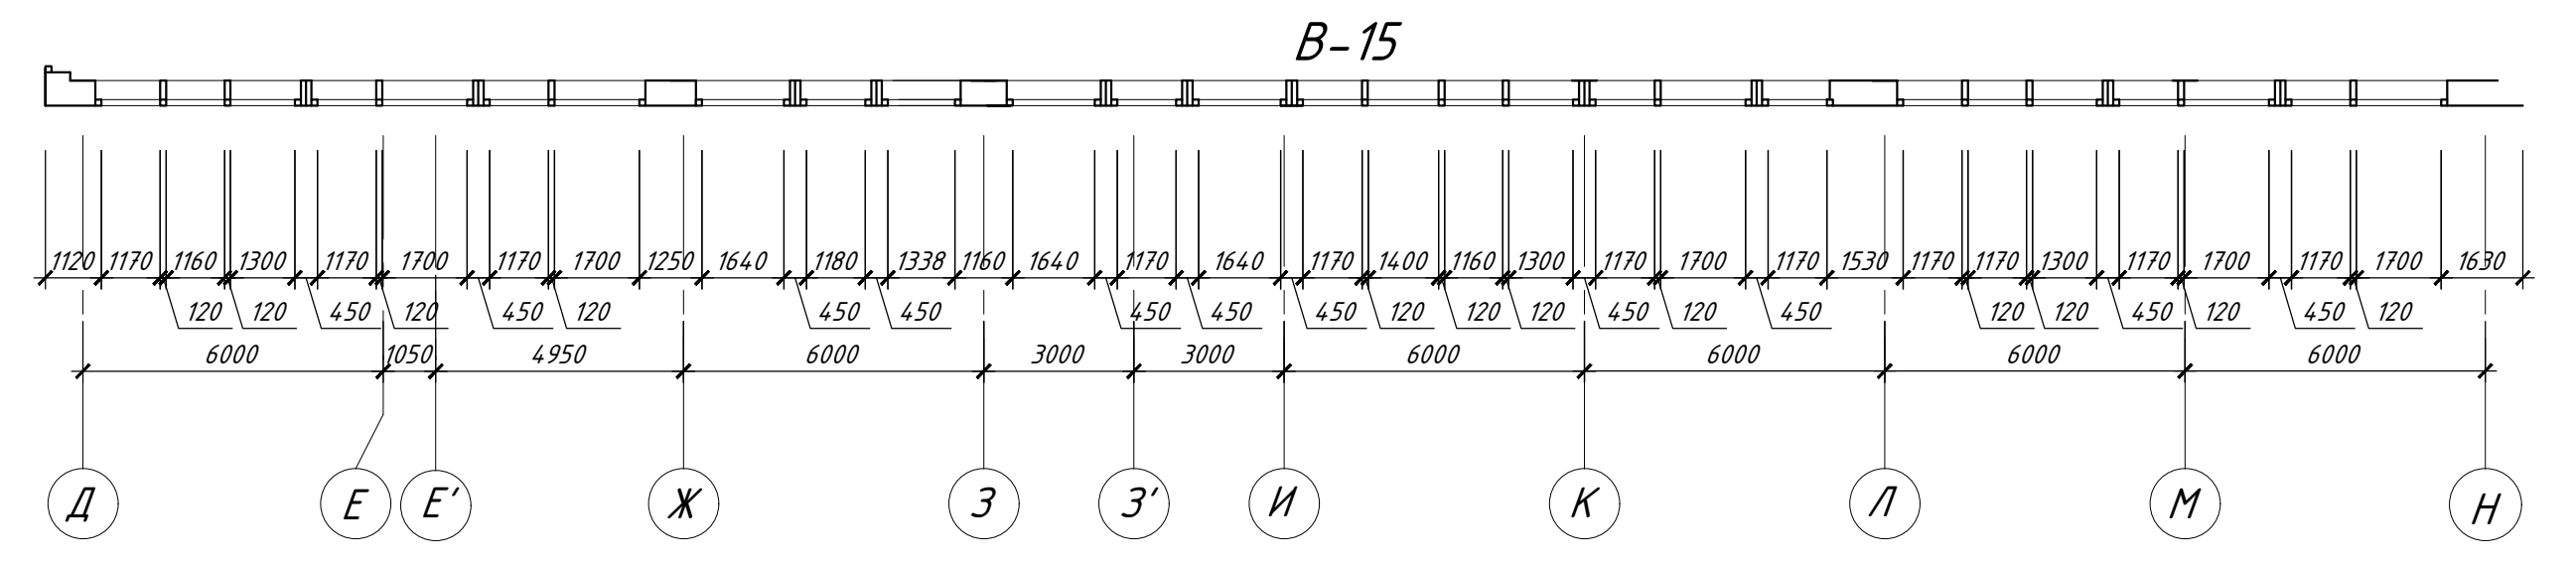 В-15
1120 1170 1160 1300 1170 1700 1170 1700 1250 1640 1180 1338 1160 1640 1170 1640 1170 1400 1160 1300 1170 1700 1170 1530 1170 1170 1300 1170 1700 1170 1700 1630
120 120 450 120 450 120 450 450 450 450 450 120 120 120 450 120 450 120 120 450 120 450 120
6000 1050 4950 6000 3000 3000 6000 6000 6000 6000
Д Е Е' Ж З З' И К Л М Н